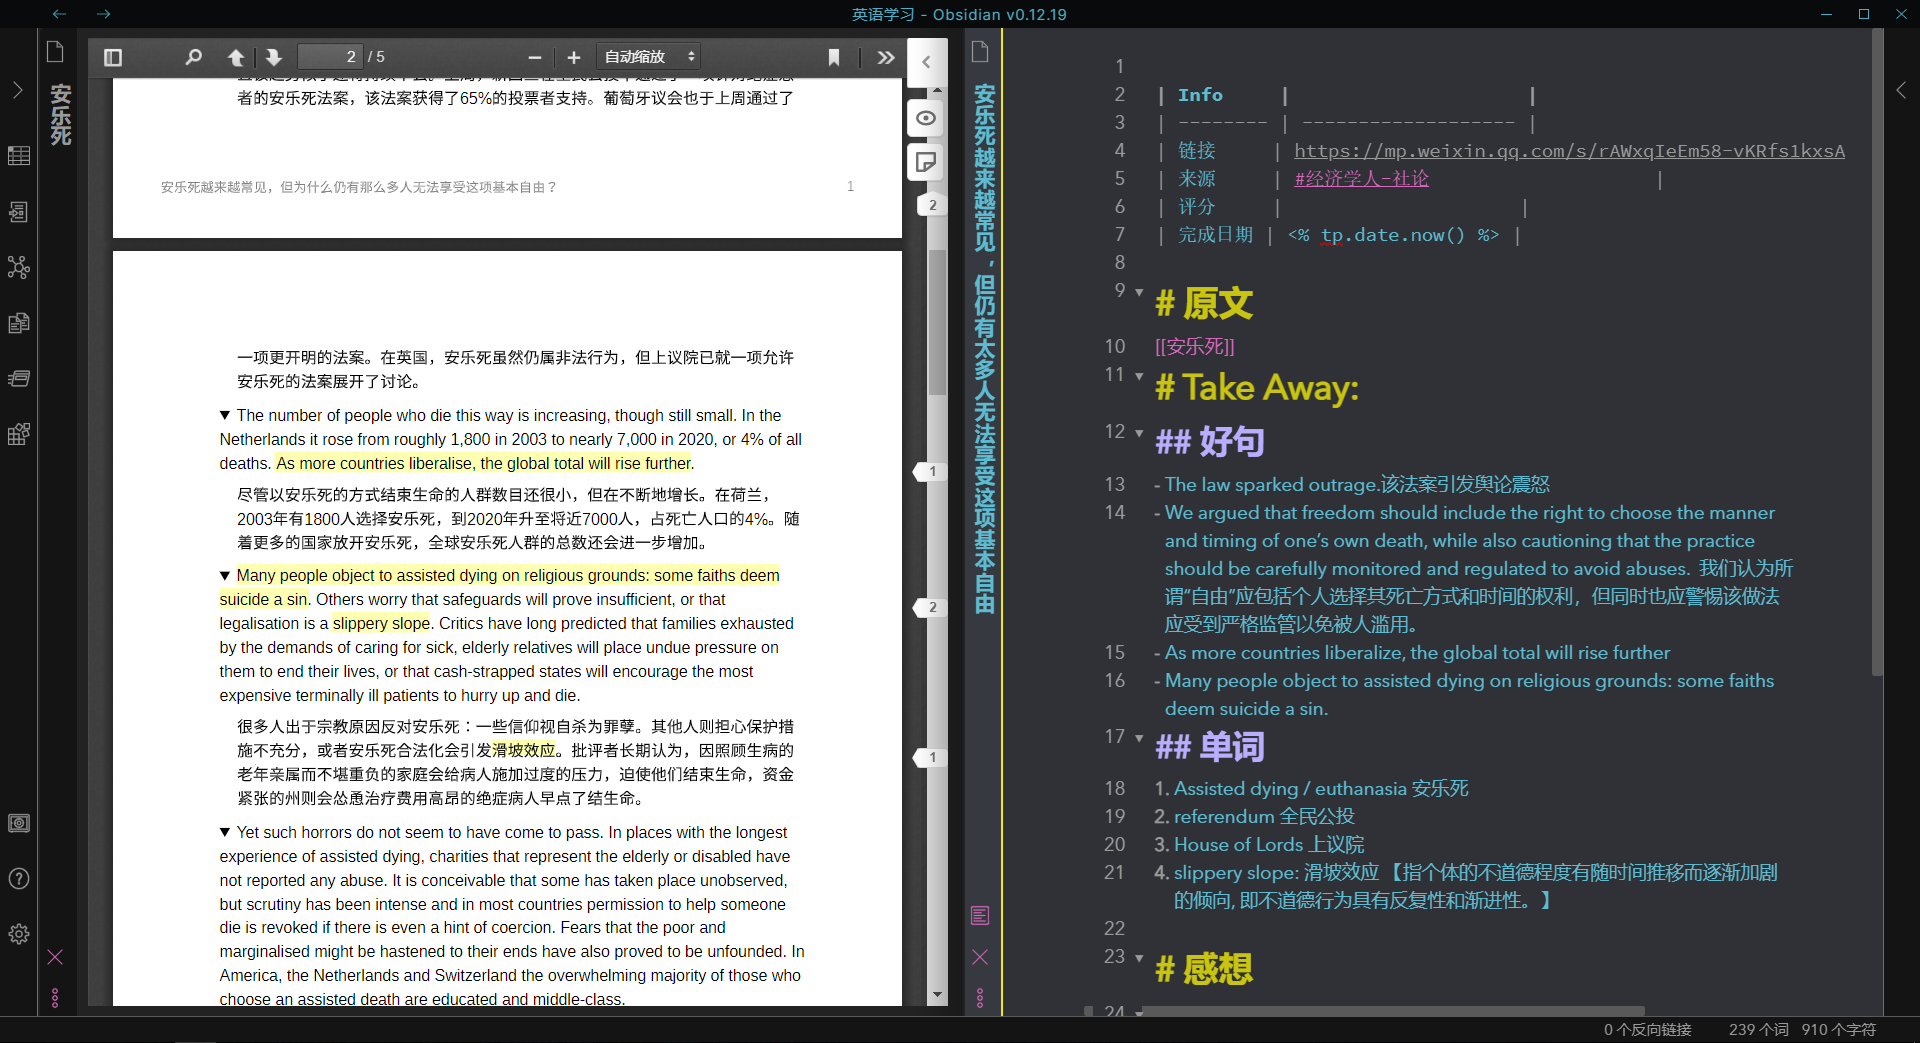 英语学习 - Obsidian v0.12.19
安乐死
2 / 5
自动缩放
者的安乐死法案，该法案获得了65%的投票者支持。葡萄牙议会也于上周通过了
安乐死越来越常见，但为什么仍有那么多人无法享受这项基本自由？ 1
一项更开明的法案。在英国，安乐死虽然仍属非法行为，但上议院已就一项允许
安乐死的法案展开了讨论。
The number of people who die this way is increasing, though still small. In the
Netherlands it rose from roughly 1,800 in 2003 to nearly 7,000 in 2020, or 4% of all
deaths. As more countries liberalise, the global total will rise further.
尽管以安乐死的方式结束生命的人群数目还很小，但在不断地增长。在荷兰，
2003年有1800人选择安乐死，到2020年升至将近7000人，占死亡人口的4%。随
着更多的国家放开安乐死，全球安乐死人群的总数还会进一步增加。
Many people object to assisted dying on religious grounds: some faiths deem
suicide a sin. Others worry that safeguards will prove insufficient, or that
legalisation is a slippery slope. Critics have long predicted that families exhausted
by the demands of caring for sick, elderly relatives will place undue pressure on
them to end their lives, or that cash-strapped states will encourage the most
expensive terminally ill patients to hurry up and die.
很多人出于宗教原因反对安乐死：一些信仰视自杀为罪孽。其他人则担心保护措
施不充分，或者安乐死合法化会引发滑坡效应。批评者长期认为，因照顾生病的
老年亲属而不堪重负的家庭会给病人施加过度的压力，迫使他们结束生命，资金
紧张的州则会怂恿治疗费用高昂的绝症病人早点了结生命。
Yet such horrors do not seem to have come to pass. In places with the longest
experience of assisted dying, charities that represent the elderly or disabled have
not reported any abuse. It is conceivable that some has taken place unobserved,
but scrutiny has been intense and in most countries permission to help someone
die is revoked if there is even a hint of coercion. Fears that the poor and
marginalised might be hastened to their ends have also proved to be unfounded. In
America, the Netherlands and Switzerland the overwhelming majority of those who
choose an assisted death are educated and middle-class.
2
1
2
1
安乐死越来越常见，但仍有太多人无法享受这项基本自由
1
2 | Info | |
3 | -------- | ------------------- |
4 | 链接 | https://mp.weixin.qq.com/s/rAWxqIeEm58-vKRfs1kxsA
5 | 来源 | #经济学人-社论 |
6 | 评分 | |
7 | 完成日期 | <% tp.date.now() %> |
8
9 # 原文
10 [[安乐死]]
11 # Take Away:
12 ## 好句
13 - The law sparked outrage.该法案引发舆论震怒
14 - We argued that freedom should include the right to choose the manner
and timing of one’s own death, while also cautioning that the practice
should be carefully monitored and regulated to avoid abuses. 我们认为所
谓“自由”应包括个人选择其死亡方式和时间的权利，但同时也应警惕该做法
应受到严格监管以免被人滥用。
15 - As more countries liberalize, the global total will rise further
16 - Many people object to assisted dying on religious grounds: some faiths
deem suicide a sin.
17 ## 单词
18 1. Assisted dying / euthanasia 安乐死
19 2. referendum 全民公投
20 3. House of Lords 上议院
21 4. slippery slope: 滑坡效应 【指个体的不道德程度有随时间推移而逐渐加剧
的倾向, 即不道德行为具有反复性和渐进性。】
22
23 # 感想
24
0 个反向链接 239 个词 910 个字符